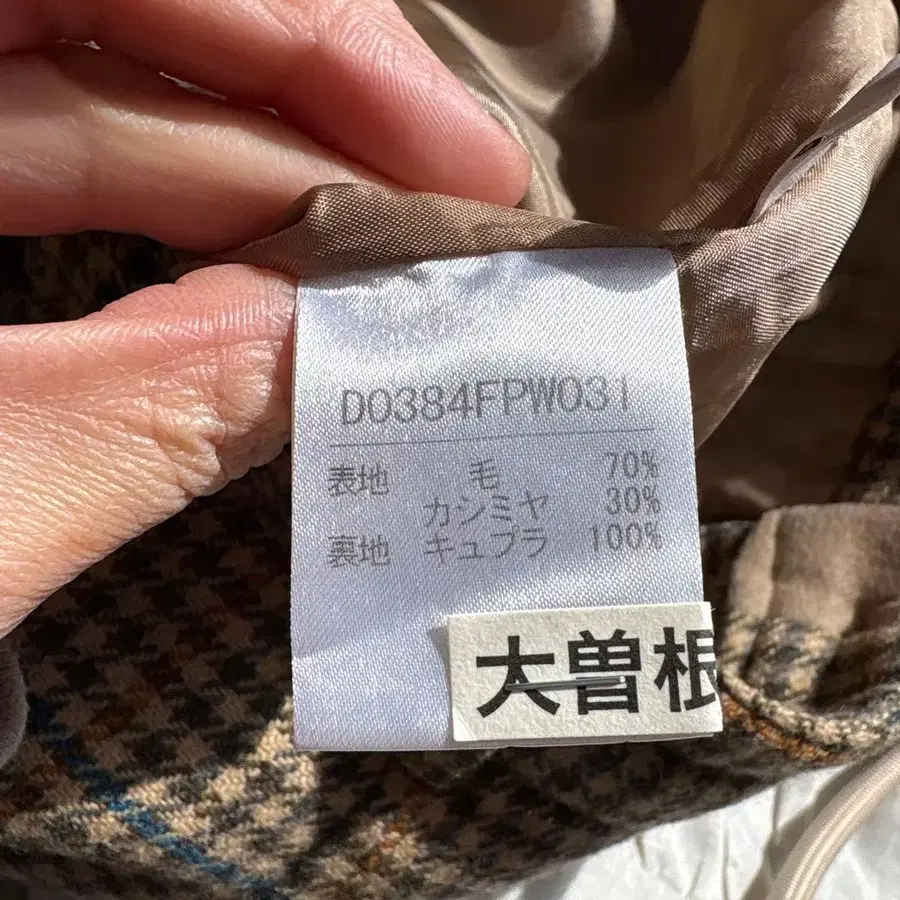 D0384FPW031
表地 毛 70%
カシミヤ 30%
裏地 キュプラ 100%
大曽根